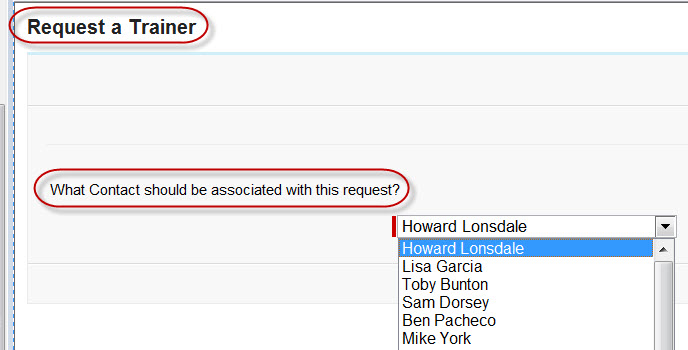 Request a Trainer
What Contact should be associated with this request?
Howard Lonsdale
Howard Lonsdale
Lisa Garcia
Toby Bunton
Sam Dorsey
Ben Pacheco
Mike York